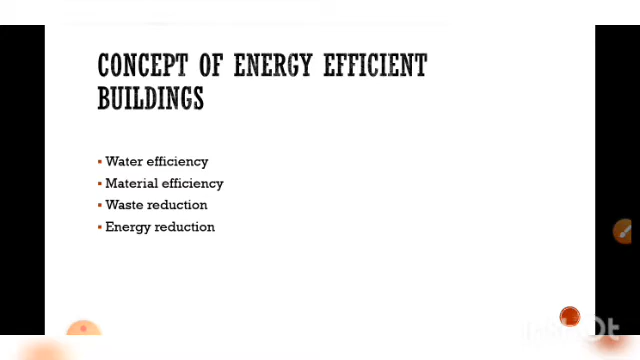 CONCEPT OF ENERGY EFFICIENT
BUILDINGS
▪ Water efficiency
▪ Material efficiency
▪ Waste reduction
▪ Energy reduction